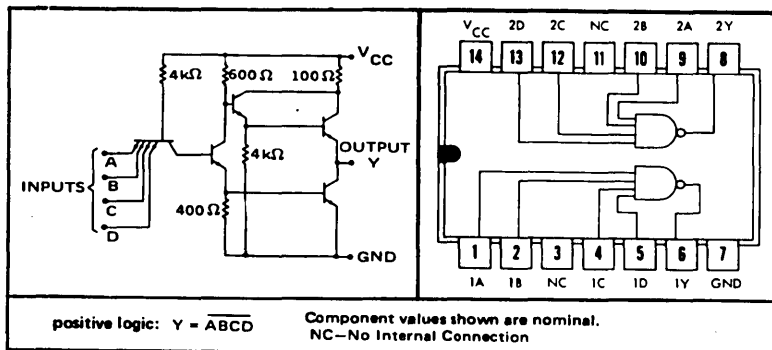 VCC
4kΩ
600Ω
100Ω
A
B
C
D
INPUTS
4kΩ
OUTPUT
Y
400Ω
GND
VCC 2D 2C NC 2B 2A 2Y
14 13 12 11 10 9 8
1 2 3 4 5 6 7
1A 1B NC 1C 1D 1Y GND
positive logic: Y = A̅B̅C̅D̅
Component values shown are nominal.
NC—No Internal Connection